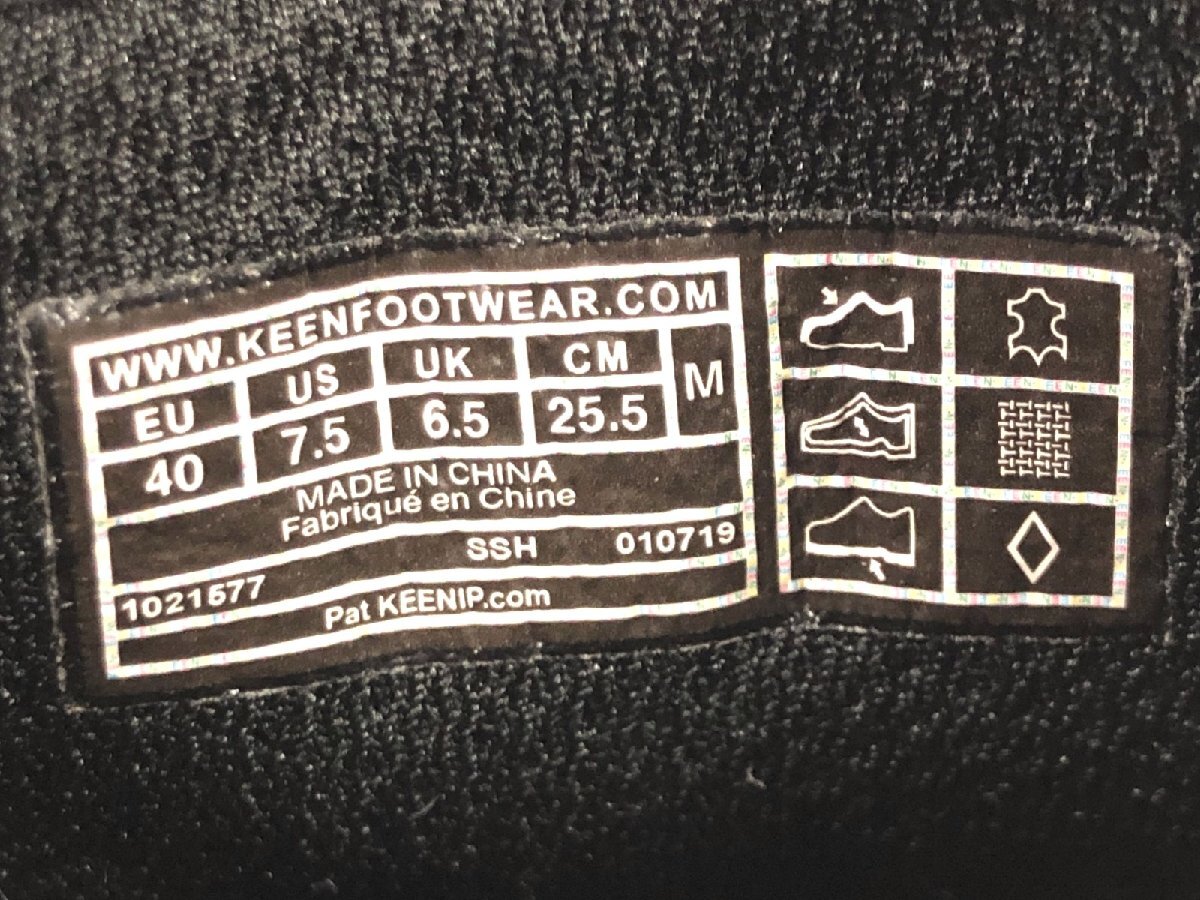 WWW.KEENFOOTWEAR.COM
EU US UK CM M
40 7.5 6.5 25.5
MADE IN CHINA
Fabriqué en Chine
1021577 SSH 010719
Pat KEENIP.com